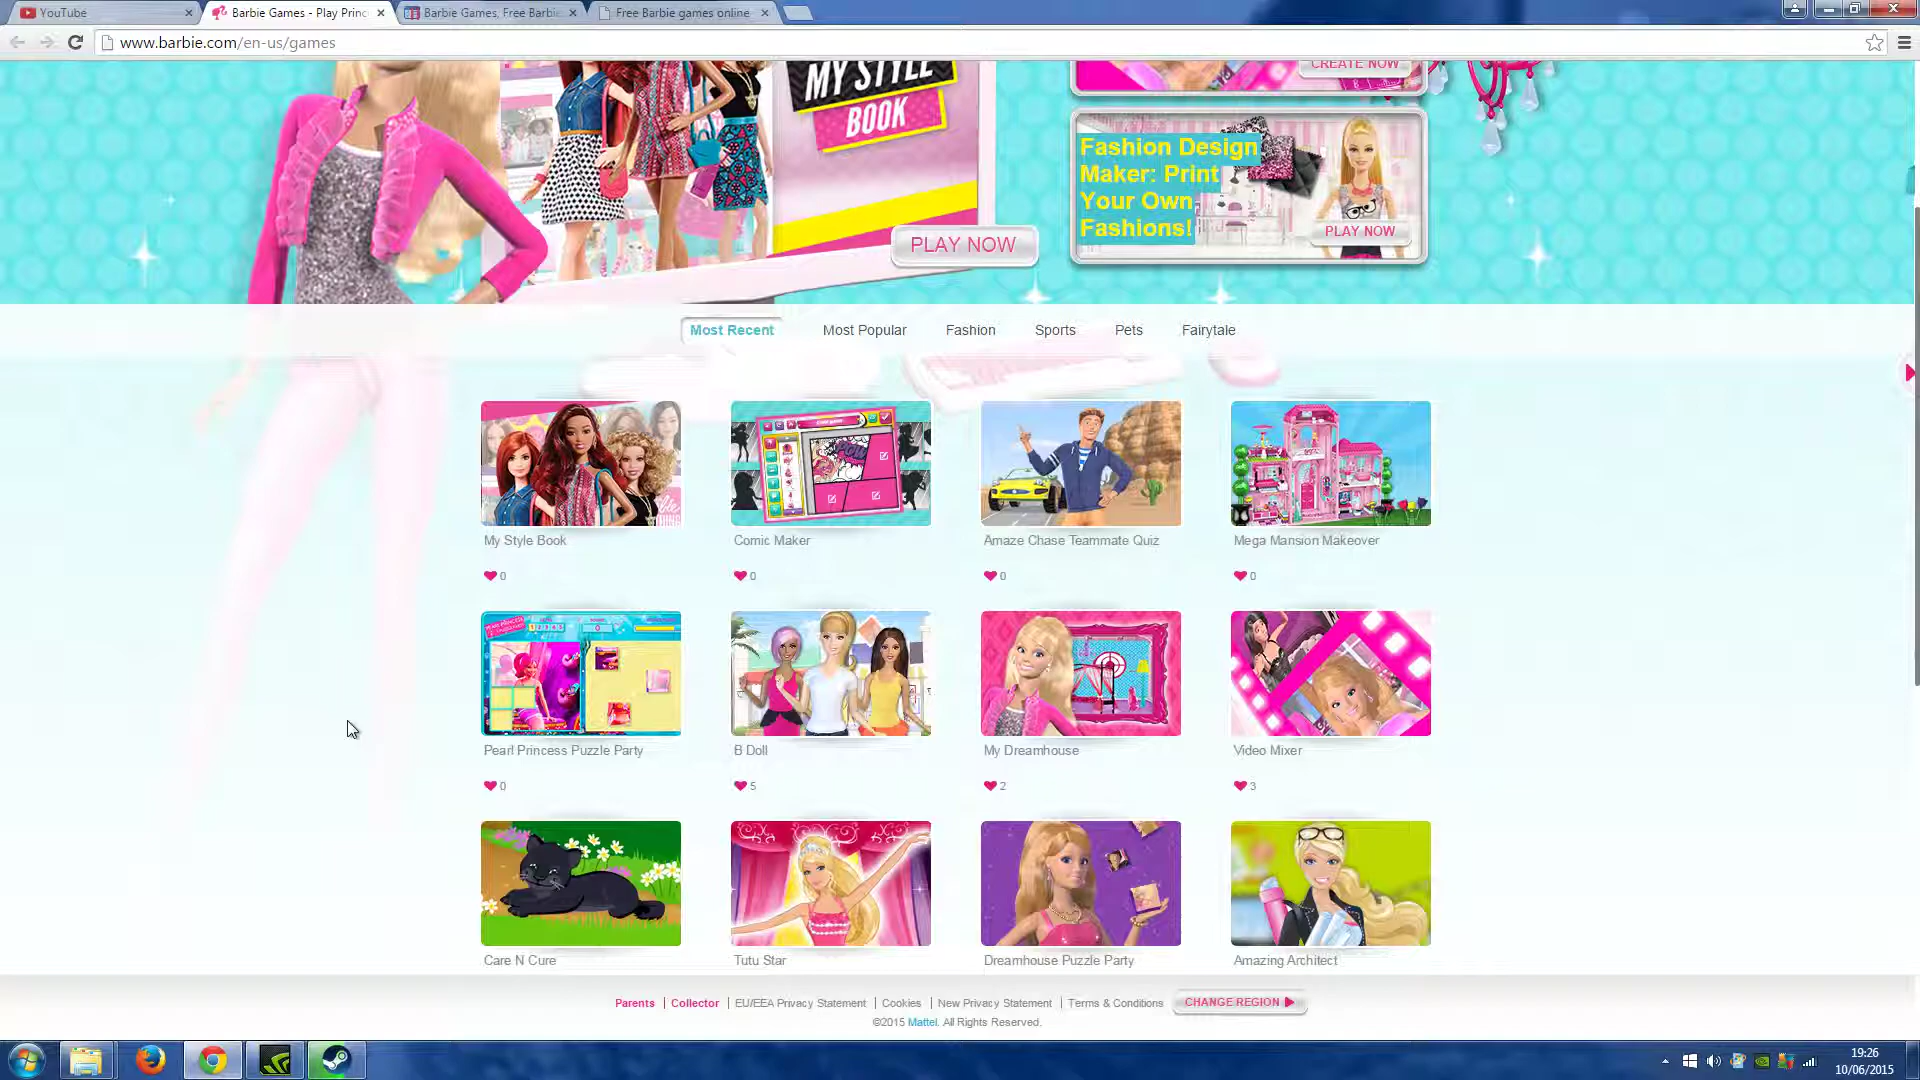 YouTube
Barbie Games - Play Princ
Barbie Games, Free Barbie
Free Barbie games online
www.barbie.com/en-us/games
MY STYLE
BOOK
PLAY NOW
CREATE NOW
Fashion Design
Maker: Print
Your Own
Fashions!
PLAY NOW
Most Recent
Most Popular
Fashion
Sports
Pets
Fairytale
My Style Book
Comic Maker
Amaze Chase Teammate Quiz
Mega Mansion Makeover
0
0
0
0
Pearl Princess Puzzle Party
B Doll
My Dreamhouse
Video Mixer
0
5
2
3
Care N Cure
Tutu Star
Dreamhouse Puzzle Party
Amazing Architect
Parents | Collector | EU/EEA Privacy Statement | Cookies | New Privacy Statement | Terms & Conditions
CHANGE REGION
©2015 Mattel. All Rights Reserved.
19:26
10/06/2015